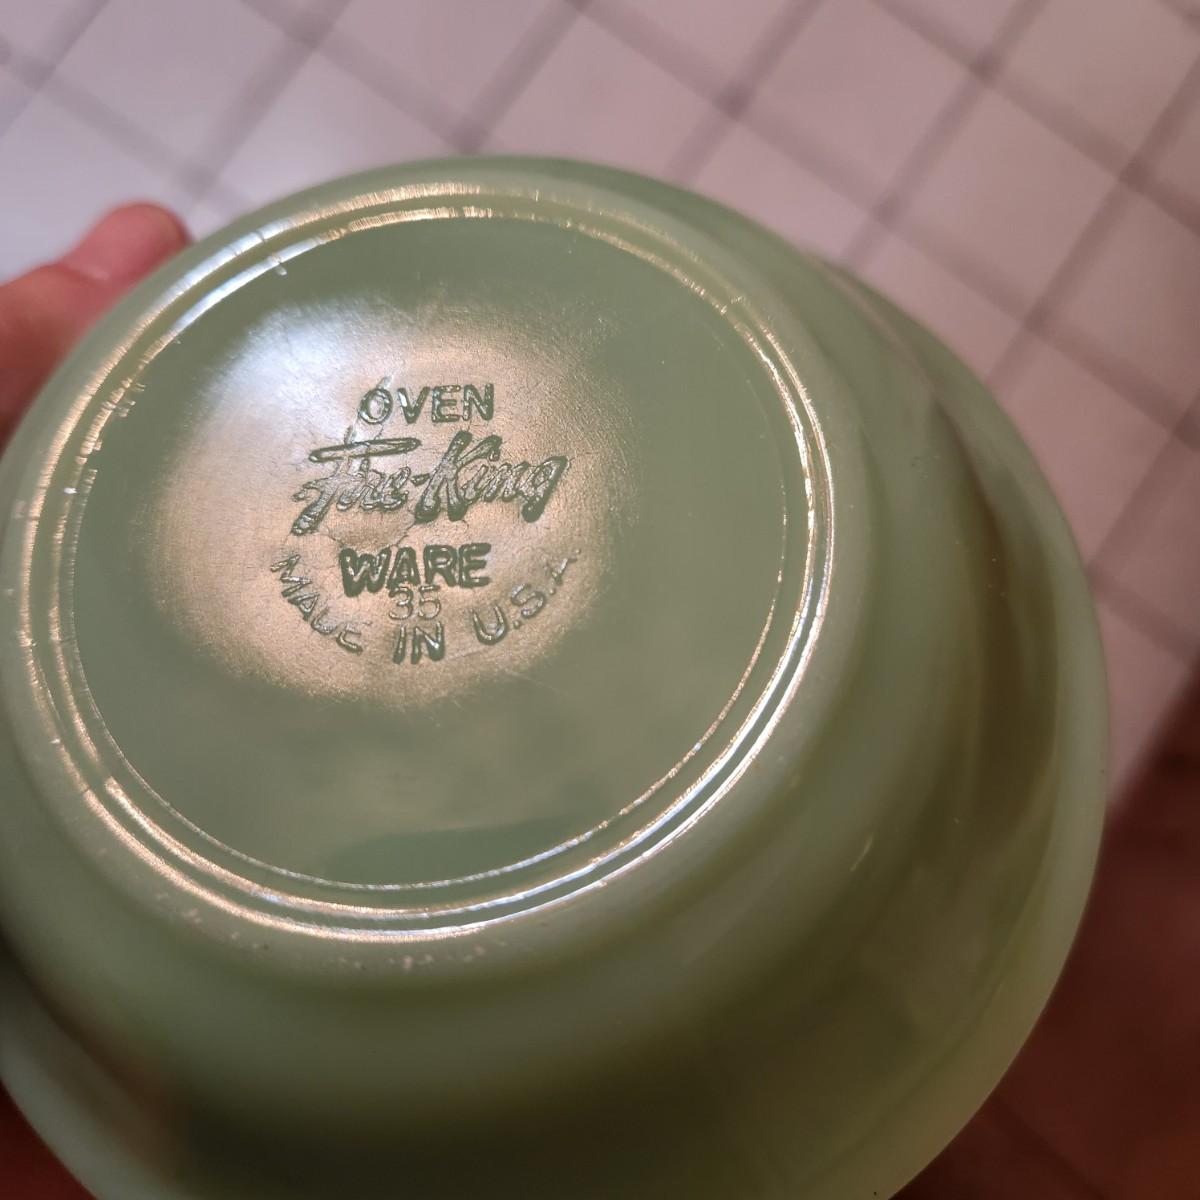 OVEN
Fire-King
WARE
35
MADE IN U.S.A.